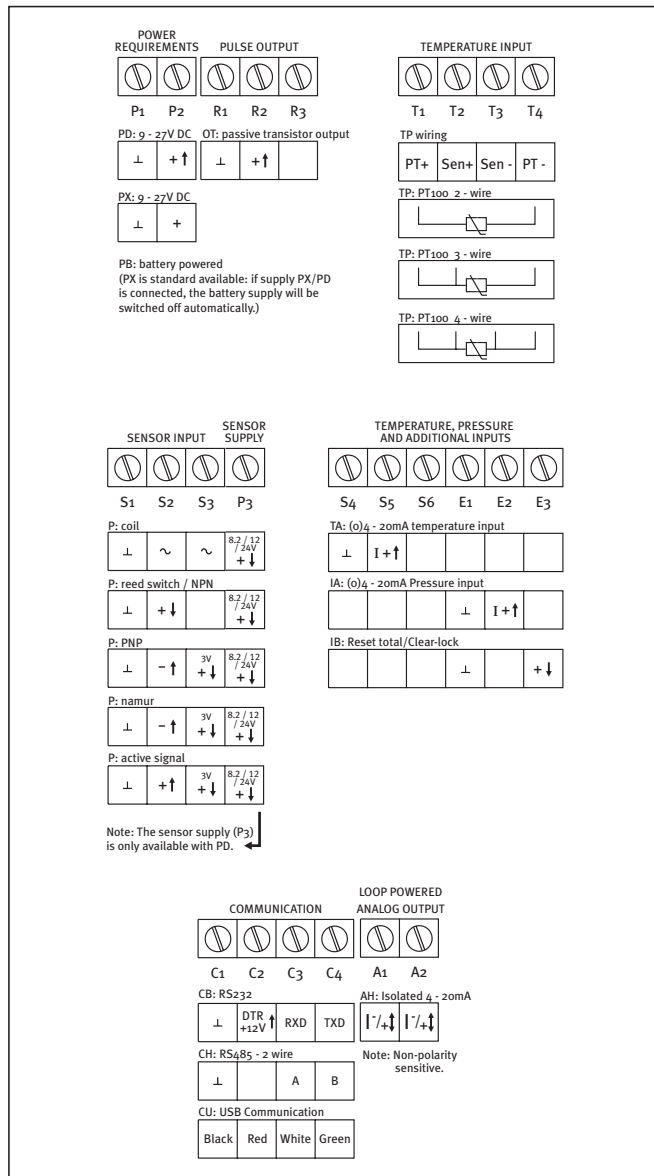 POWER
REQUIREMENTS PULSE OUTPUT
P1 P2 R1 R2 R3
PD: 9 - 27V DC OT: passive transistor output
⊥ +↑ ⊥ +↑
PX: 9 - 27V DC
⊥ +
PB: battery powered
(PX is standard available: if supply PX/PD
is connected, the battery supply will be
switched off automatically.)
TEMPERATURE INPUT
T1 T2 T3 T4
TP wiring
PT+ Sen+ Sen - PT -
TP: PT100 2 - wire
TP: PT100 3 - wire
TP: PT100 4 - wire
SENSOR INPUT SENSOR
SUPPLY
S1 S2 S3 P3
P: coil
⊥ ~ ~ 8.2 / 12
/ 24V
+↓
P: reed switch / NPN
⊥ +↓ 8.2 / 12
/ 24V
+↓
P: PNP
⊥ -↑ 3V
+↓ 8.2 / 12
/ 24V
+↓
P: namur
⊥ -↑ 3V
+↓ 8.2 / 12
/ 24V
+↓
P: active signal
⊥ +↑ 3V
+↓ 8.2 / 12
/ 24V
+↓
Note: The sensor supply (P3)
is only available with PD.
TEMPERATURE, PRESSURE
AND ADDITIONAL INPUTS
S4 S5 S6 E1 E2 E3
TA: (0)4 - 20mA temperature input
⊥ I +↑
IA: (0)4 - 20mA Pressure input
⊥ I +↑
IB: Reset total/Clear-lock
⊥ +↓
COMMUNICATION
C1 C2 C3 C4
CB: RS232
⊥ DTR
+12V ↑ RXD TXD
CH: RS485 - 2 wire
⊥ A B
CU: USB Communication
Black Red White Green
LOOP POWERED
ANALOG OUTPUT
A1 A2
AH: Isolated 4 - 20mA
I -/+↕ I -/+↕
Note: Non-polarity
sensitive.